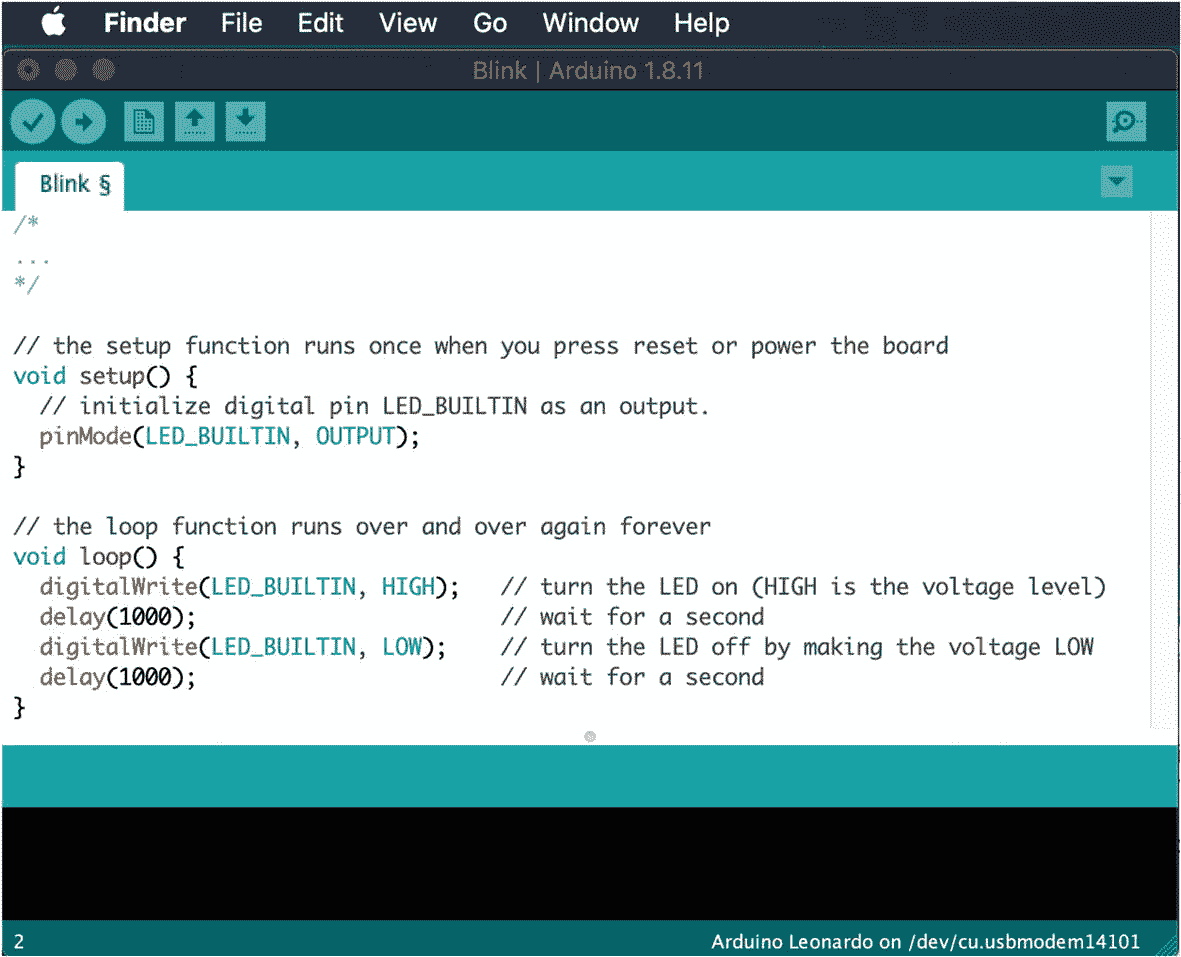 Finder File Edit View Go Window Help
Blink | Arduino 1.8.11
Blink §
/*
...
*/
// the setup function runs once when you press reset or power the board
void setup() {
  // initialize digital pin LED_BUILTIN as an output.
  pinMode(LED_BUILTIN, OUTPUT);
}
// the loop function runs over and over again forever
void loop() {
  digitalWrite(LED_BUILTIN, HIGH);   // turn the LED on (HIGH is the voltage level)
  delay(1000);                       // wait for a second
  digitalWrite(LED_BUILTIN, LOW);    // turn the LED off by making the voltage LOW
  delay(1000);                       // wait for a second
}
2 Arduino Leonardo on /dev/cu.usbmodem14101